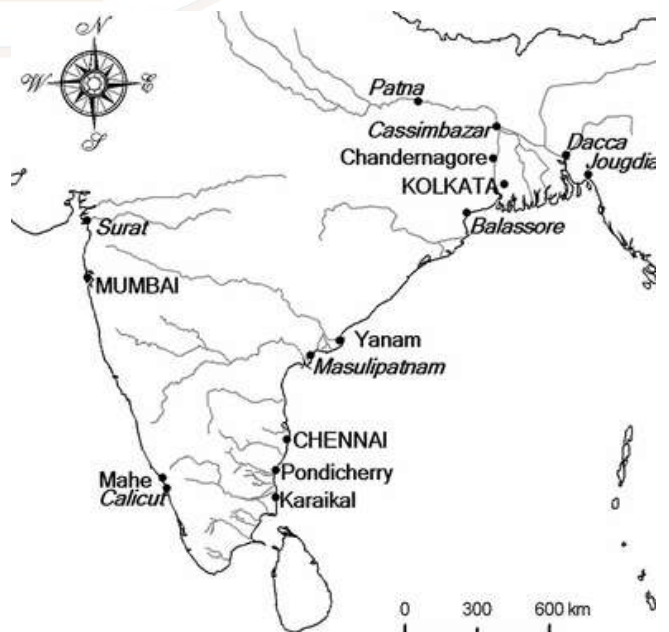 N
W E
S
Patna
Cassimbazar
Dacca
Chandernagore
Jougdia
KOLKATA
Surat
Balassore
MUMBAI
Yanam
Masulipatnam
CHENNAI
Pondicherry
Mahe
Calicut
Karaikal
0 300 600 km